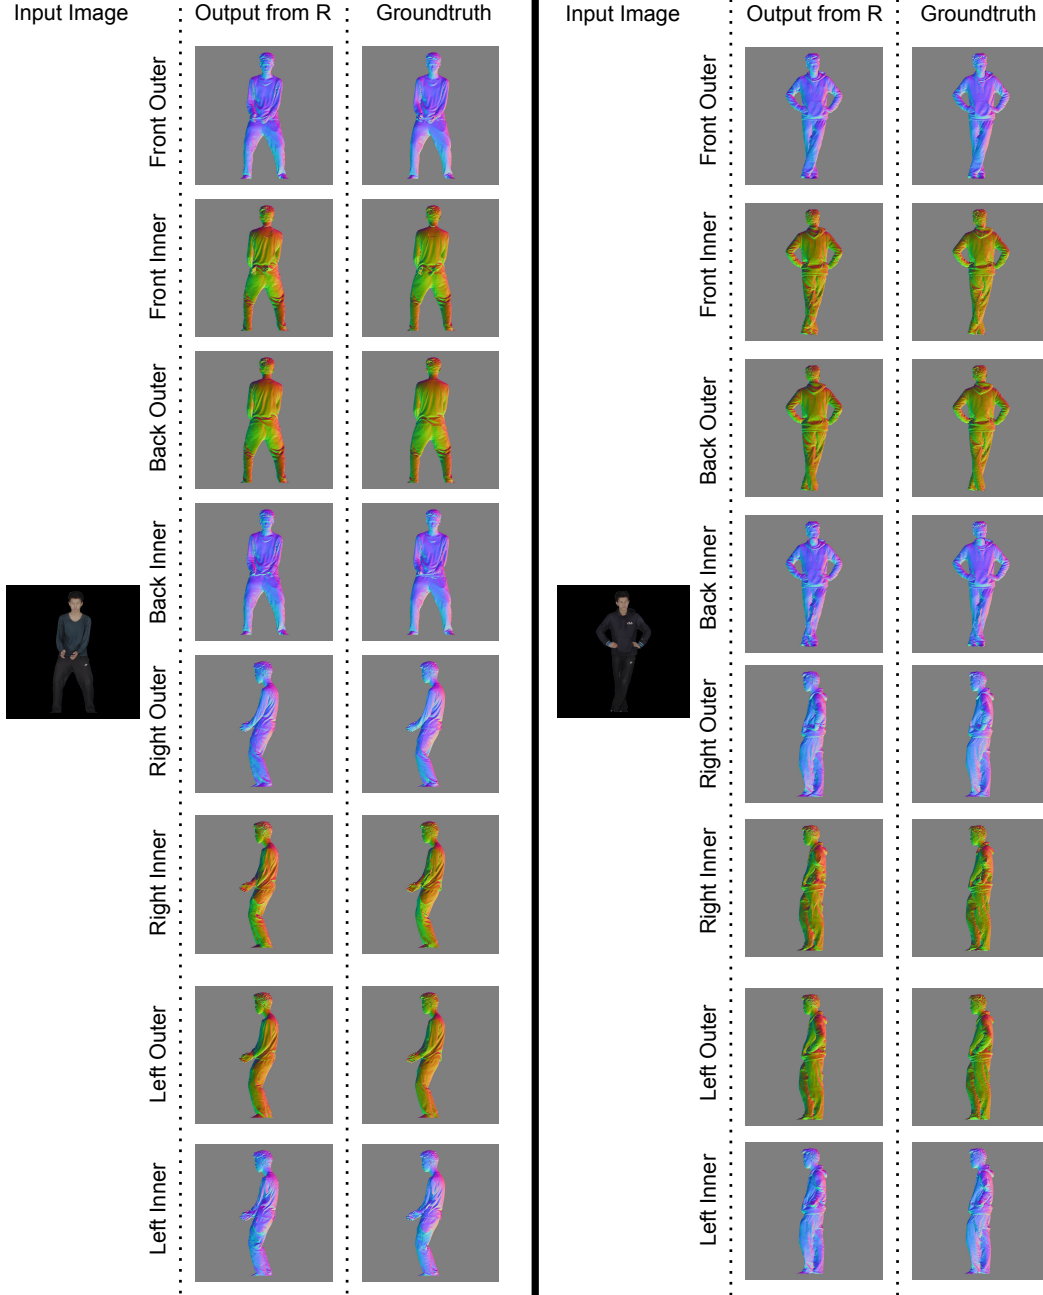 Input Image Output from R Groundtruth
Front Outer
Front Inner
Back Outer
Back Inner
Right Outer
Right Inner
Left Outer
Left Inner
Input Image Output from R Groundtruth
Front Outer
Front Inner
Back Outer
Back Inner
Right Outer
Right Inner
Left Outer
Left Inner